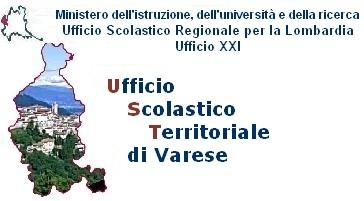 Ministero dell'istruzione, dell'università e della ricerca
Ufficio Scolastico Regionale per la Lombardia
Ufficio XXI
Ufficio
Scolastico
Territoriale
di Varese